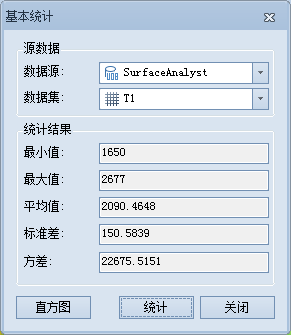 基本统计
源数据
数据源: SurfaceAnalyst
数据集: T1
统计结果
最小值: 1650
最大值: 2677
平均值: 2090.4648
标准差: 150.5839
方差: 22675.5151
直方图 统计 关闭